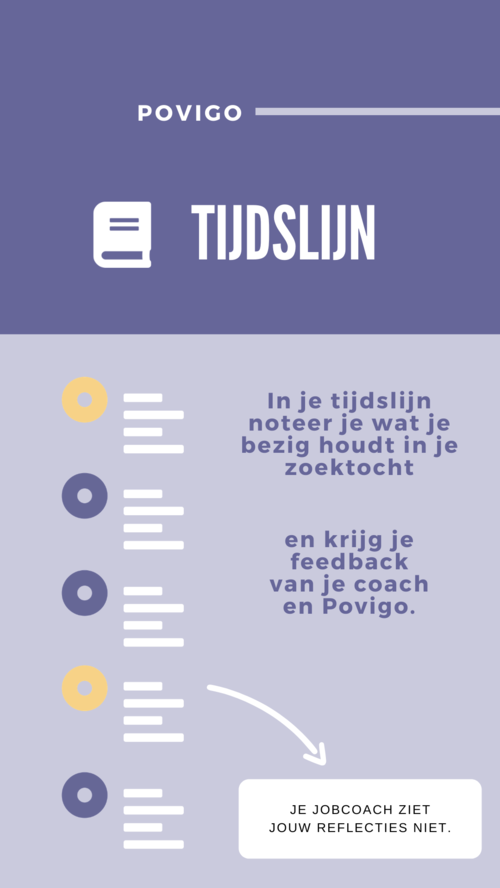 POVIGO
TIJDSLIJN
In je tijdslijn
noteer je wat je
bezig houdt in je
zoektocht
en krijg je
feedback
van je coach
en Povigo.
JE JOBCOACH ZIET
JOUW REFLECTIES NIET.